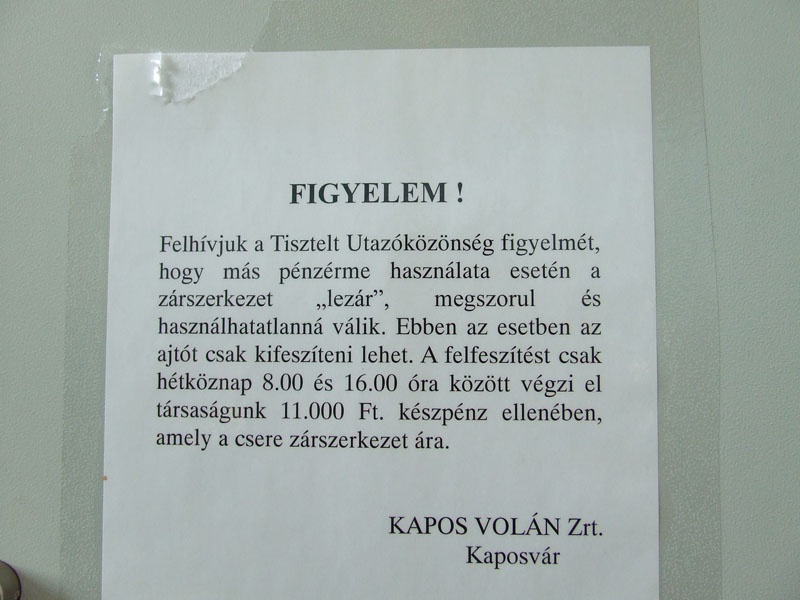 FIGYELEM !
Felhívjuk a Tisztelt Utazóközönség figyelmét,
hogy más pénzérme használata esetén a
zárszerkezet „lezár”, megszorul és
használhatatlanná válik. Ebben az esetben az
ajtót csak kifeszíteni lehet. A felfeszítést csak
hétköznap 8.00 és 16.00 óra között végzi el
társaságunk 11.000 Ft. készpénz ellenében,
amely a csere zárszerkezet ára.
KAPOS VOLÁN Zrt.
Kaposvár